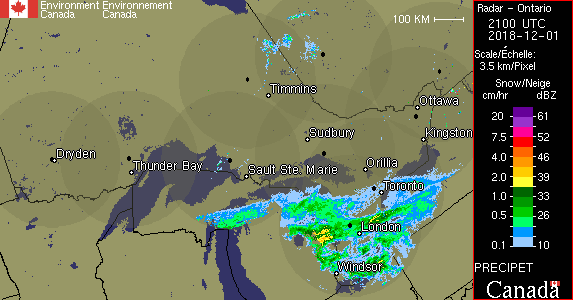 Environment Environnement
Canada Canada
Radar - Ontario
2100 UTC
2018-12-01
100 KM
Scale/Échelle:
3.5 km/Pixel
Snow/Neige
cm/hr dBZ
20 61
7.5 52
4.0 46
2.0 39
1.0 33
0.5 26
0.1 10
Timmins
Ottawa
Sudbury
Kingston
Dryden
Thunder Bay
Sault Ste. Marie
Orillia
Toronto
London
Windsor
PRECIPET
Canada